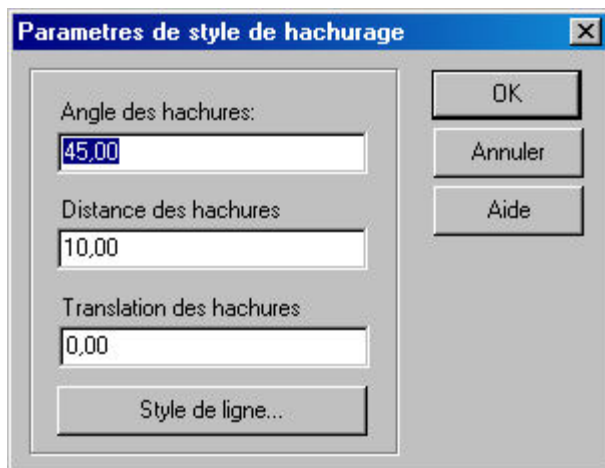 Parametres de style de hachurage
Angle des hachures:
45,00
Distance des hachures
10,00
Translation des hachures
0,00
Style de ligne...
OK
Annuler
Aide